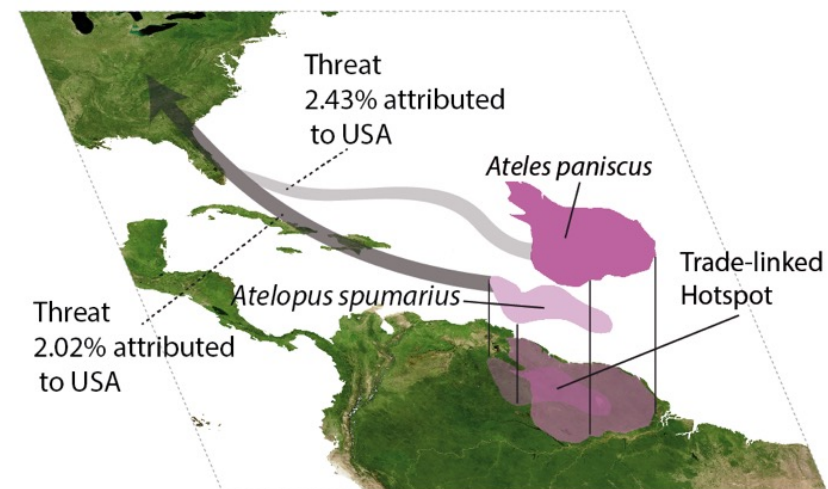 Threat
2.43% attributed
to USA
Ateles paniscus
Trade-linked
Hotspot
Atelopus spumarius
Threat
2.02% attributed
to USA